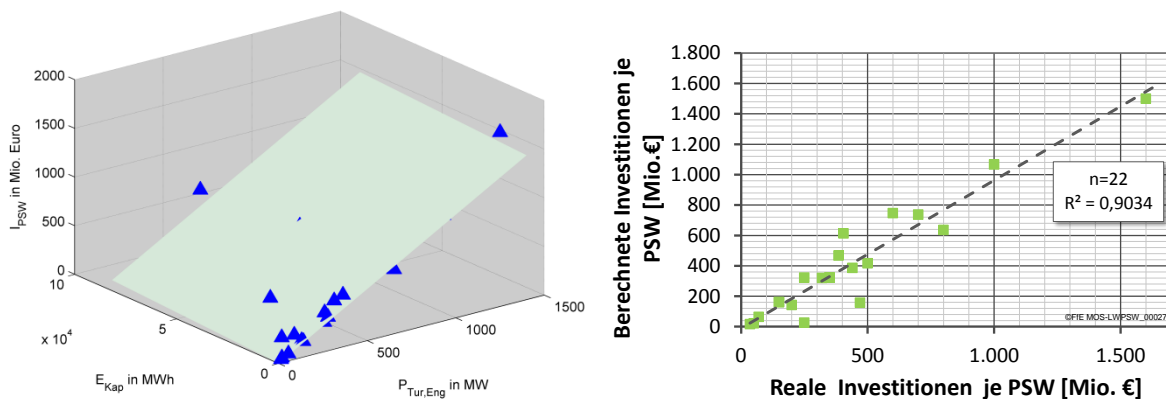 2000
1500
1000
500
0
I_PSW in Mio. Euro
10
5
0
x 10^4
E_Kap in MWh
0
500
1000
1500
P_Tur,Eng in MW
Berechnete Investitionen je
PSW [Mio.€]
1.800
1.600
1.400
1.200
1.000
800
600
400
200
0
n=22
R² = 0,9034
©FfE MOS-LWPSW_00027
0
500
1.000
1.500
Reale Investitionen je PSW [Mio. €]